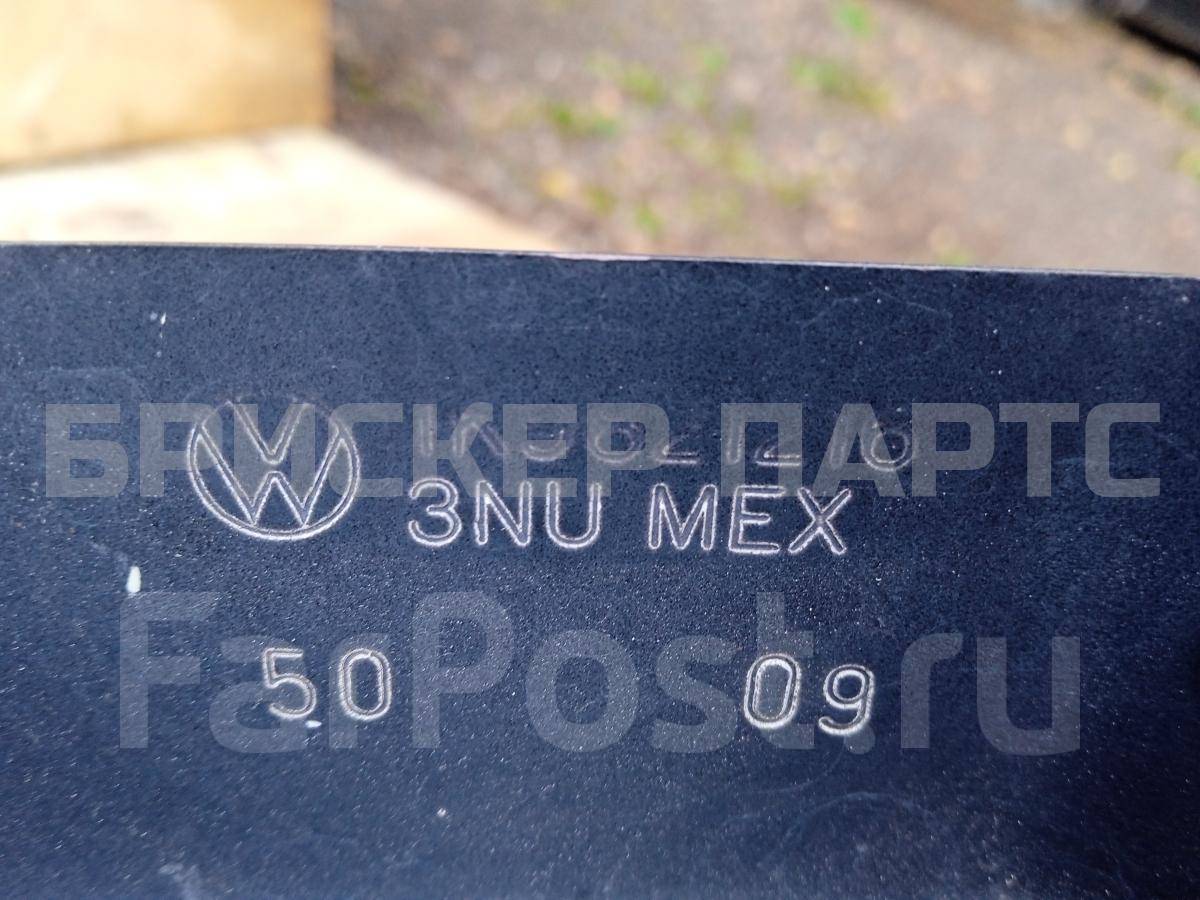 БРИСКЕР ПАРТС
3NU MEX
FarPost.ru
50 09